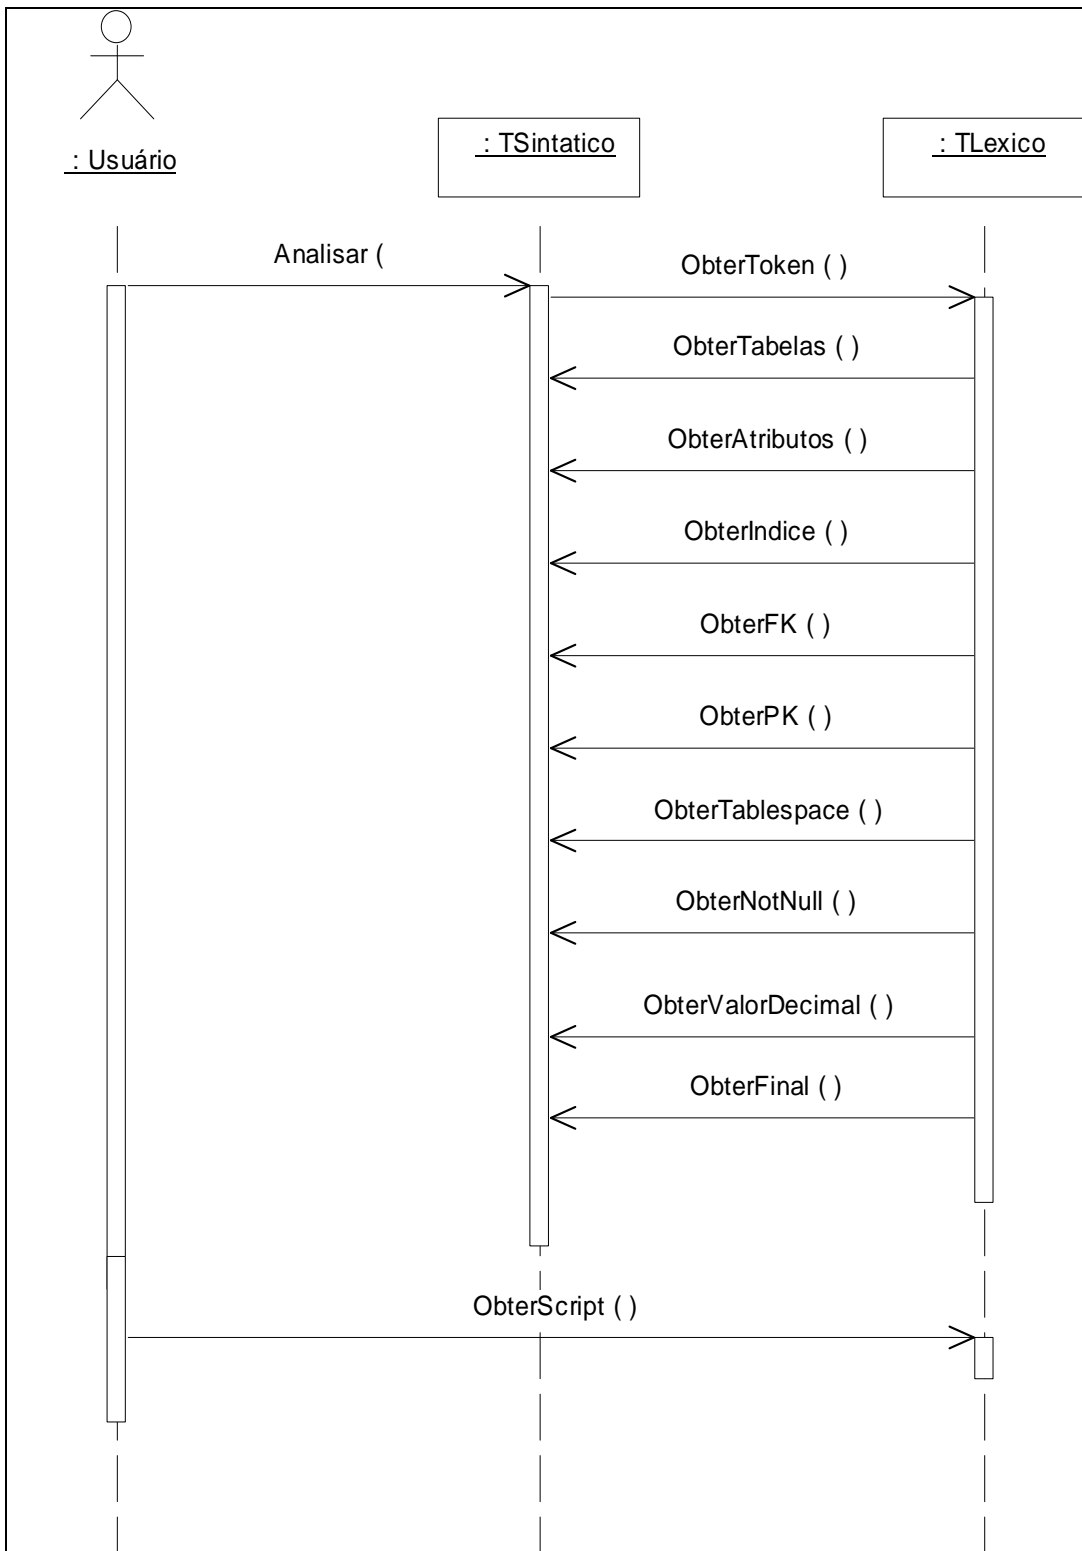 : Usuário
: TSintatico
: TLexico
Analisar (
ObterToken ( )
ObterTabelas ( )
ObterAtributos ( )
ObterIndice ( )
ObterFK ( )
ObterPK ( )
ObterTablespace ( )
ObterNotNull ( )
ObterValorDecimal ( )
ObterFinal ( )
ObterScript ( )